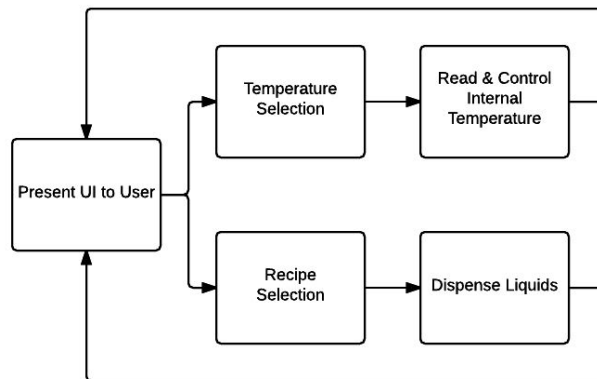 Temperature
Selection
Read & Control
Internal
Temperature
Present UI to User
Recipe
Selection
Dispense Liquids